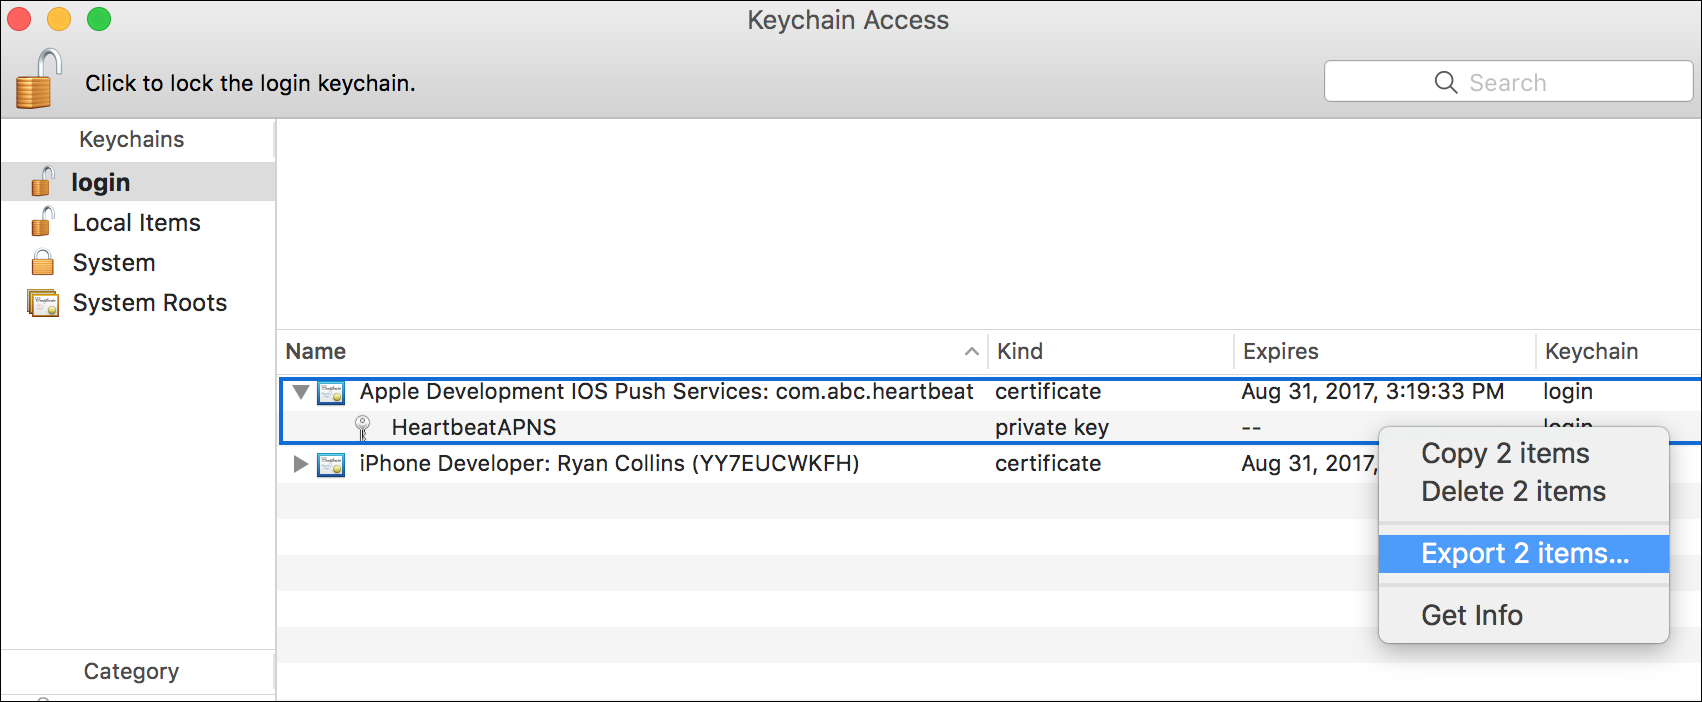 Keychain Access
Click to lock the login keychain.
Search
Keychains
login
Local Items
System
System Roots
Category
Name Kind Expires Keychain
Apple Development IOS Push Services: com.abc.heartbeat certificate Aug 31, 2017, 3:19:33 PM login
HeartbeatAPNS private key -- login
iPhone Developer: Ryan Collins (YY7EUCWKFH) certificate Aug 31, 2017,
Copy 2 items
Delete 2 items
Export 2 items...
Get Info